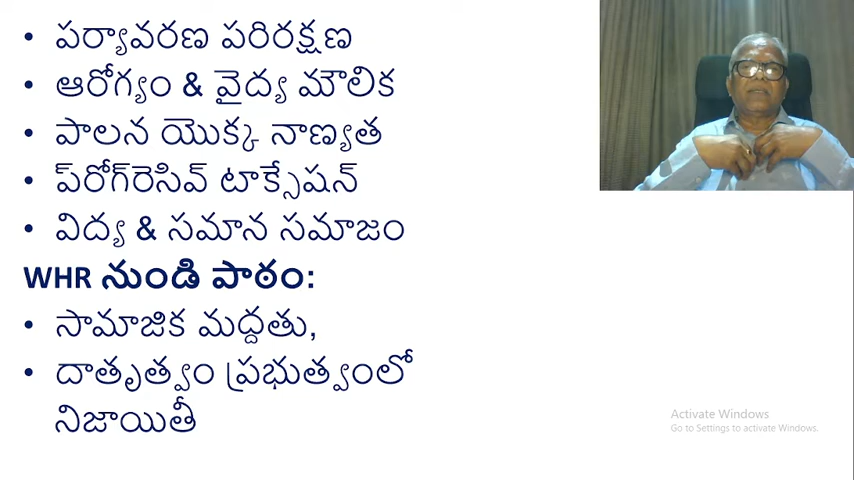 • పర్యావరణ పరిరక్షణ
• ఆరోగ్యం & వైద్య మౌలిక
• పాలన యొక్క నాణ్యత
• ప్రోగ్‌రెసివ్ టాక్సేషన్
• విద్య & సమాన సమాజం
WHR నుండి పాఠం:
• సామాజిక మద్దతు,
• దాతృత్వం ప్రభుత్వంలో
నిజాయితీ
Activate Windows
Go to Settings to activate Windows.